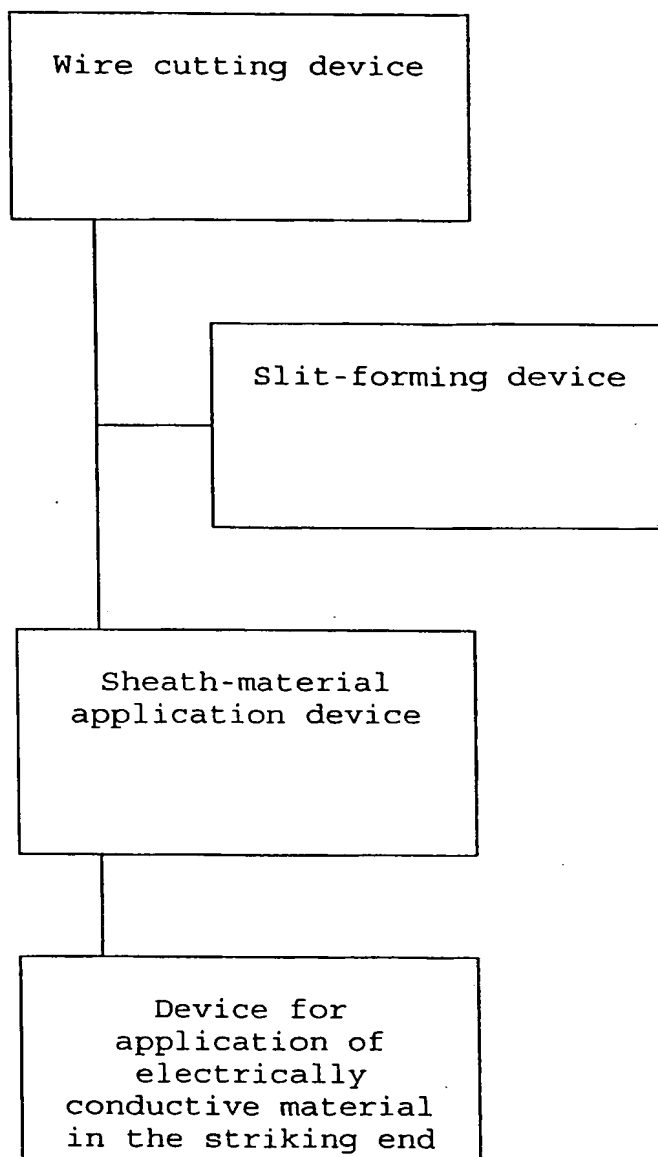 Wire cutting device
Slit-forming device
Sheath-material
application device
Device for
application of
electrically
conductive material
in the striking end